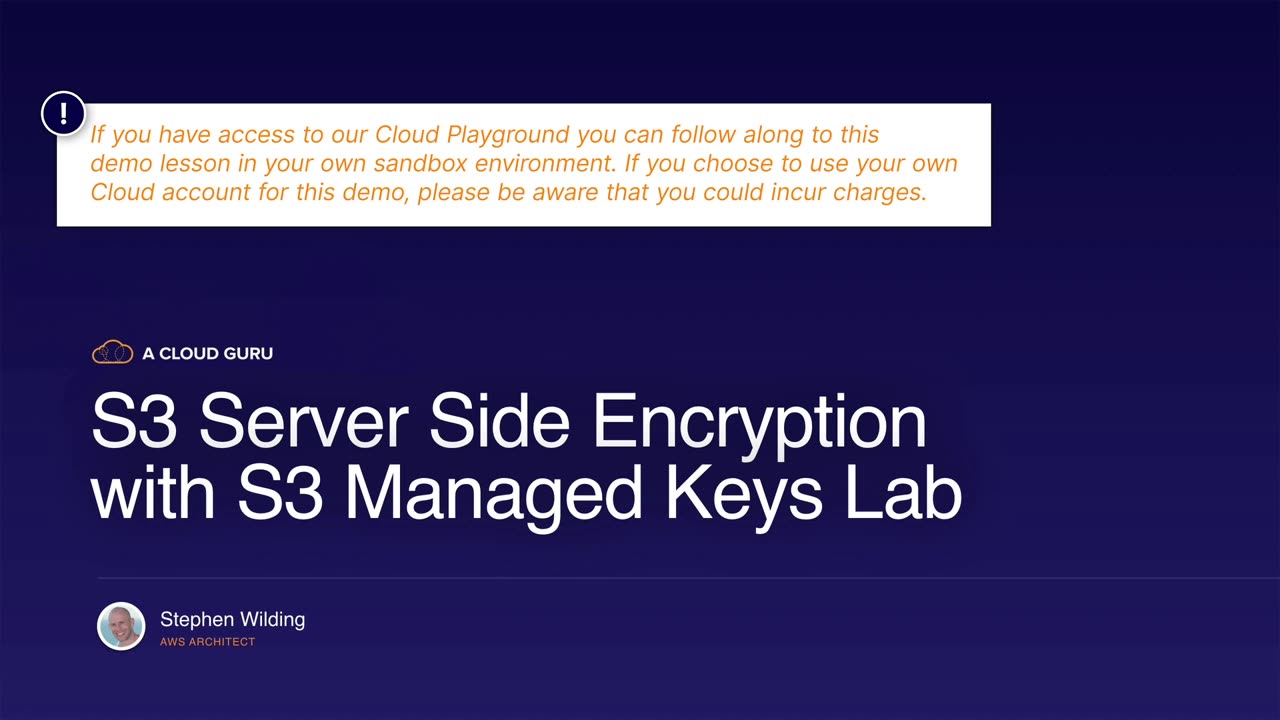 !
If you have access to our Cloud Playground you can follow along to this
demo lesson in your own sandbox environment. If you choose to use your own
Cloud account for this demo, please be aware that you could incur charges.
A CLOUD GURU
S3 Server Side Encryption
with S3 Managed Keys Lab
Stephen Wilding
AWS ARCHITECT